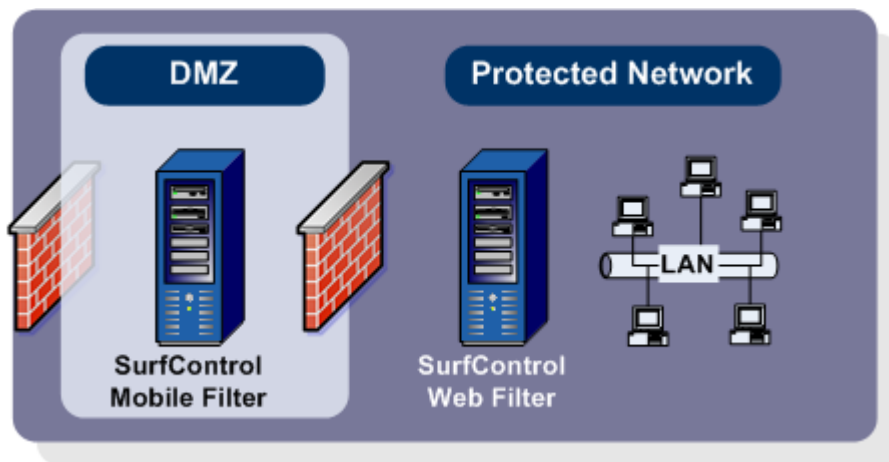 DMZ
Protected Network
LAN
SurfControl
Mobile Filter
SurfControl
Web Filter